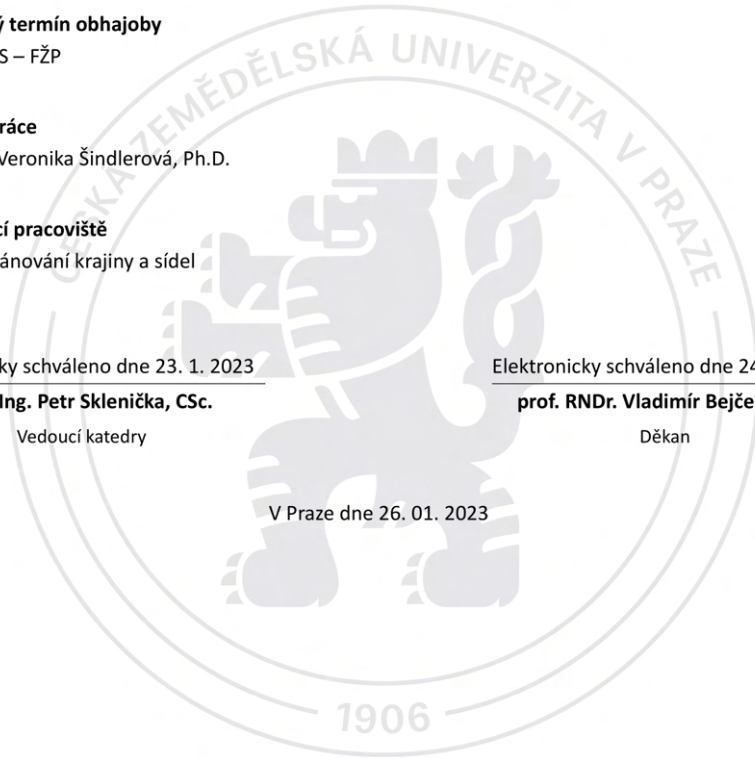 ý termín obhajoby
S – FŽP
ráce
Veronika Šindlerová, Ph.D.
cí pracoviště
ánování krajiny a sídel
ky schváleno dne 23. 1. 2023
Elektronicky schváleno dne 24
Ing. Petr Sklenička, CSc.
prof. RNDr. Vladimír Bejče
Vedoucí katedry
Děkan
V Praze dne 26. 01. 2023
ČESKÁ ZEMĚDĚLSKÁ UNIVERZITA V PRAZE
1906